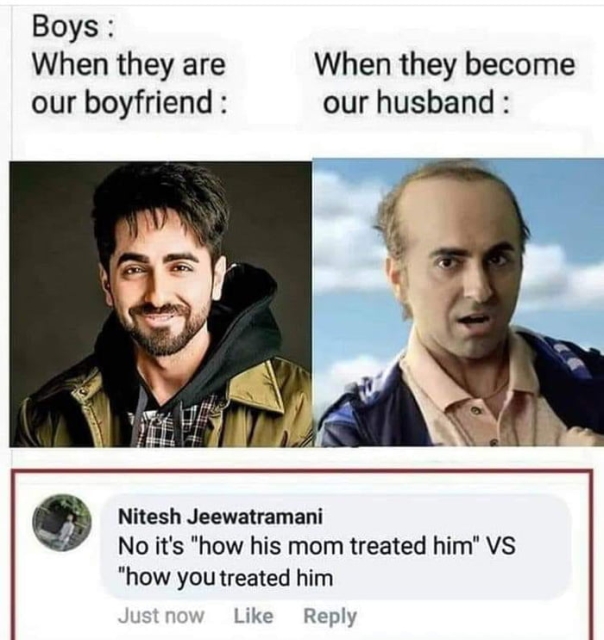 Boys :
When they are
our boyfriend :
When they become
our husband :
Nitesh Jeewatramani
No it's "how his mom treated him" VS
"how you treated him
Just now Like Reply